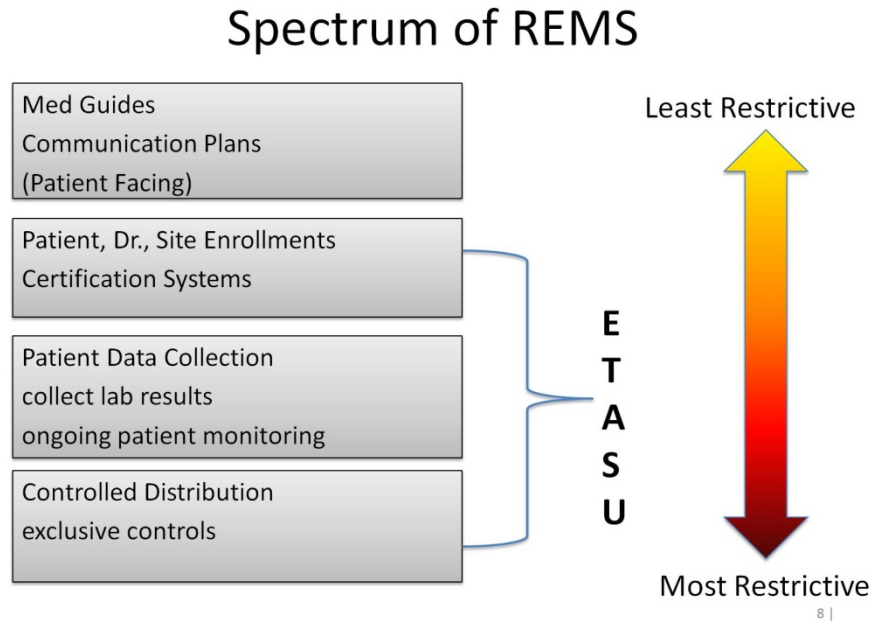 Spectrum of REMS
Med Guides
Communication Plans
(Patient Facing)
Patient, Dr., Site Enrollments
Certification Systems
Patient Data Collection
collect lab results
ongoing patient monitoring
Controlled Distribution
exclusive controls
E
T
A
S
U
Least Restrictive
Most Restrictive
8 |